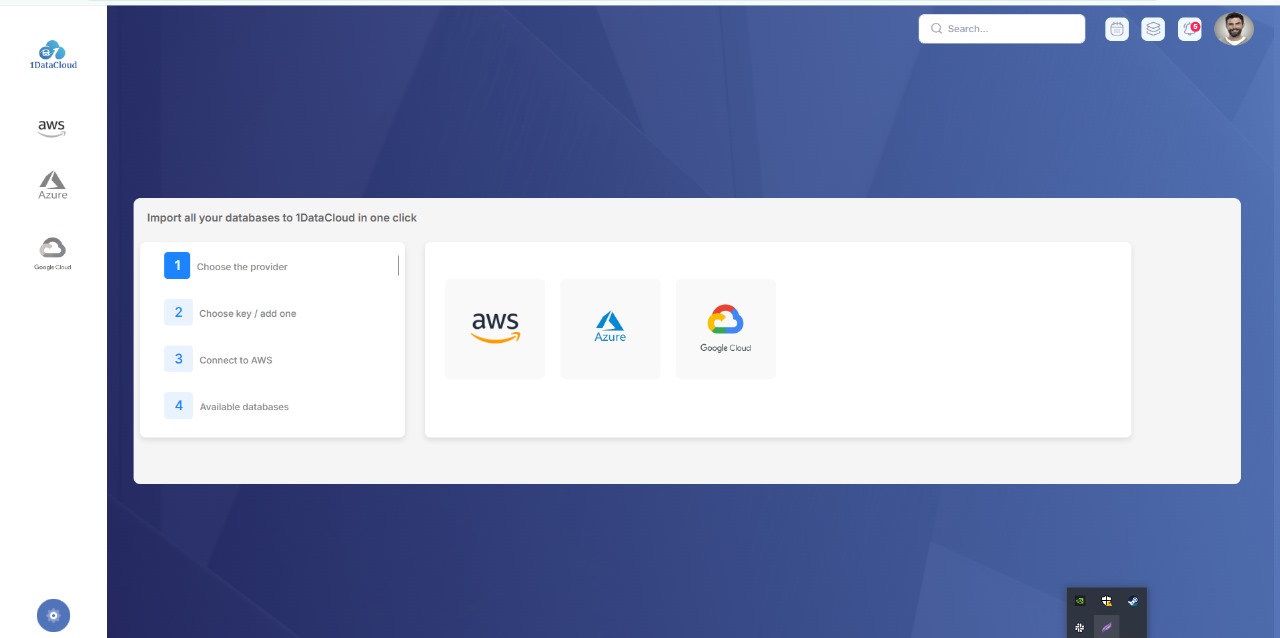 Search...
6
1DataCloud
aws
Azure
Google Cloud
Import all your databases to 1DataCloud in one click
1 Choose the provider
2 Choose key / add one
3 Connect to AWS
4 Available databases
aws
Azure
Google Cloud